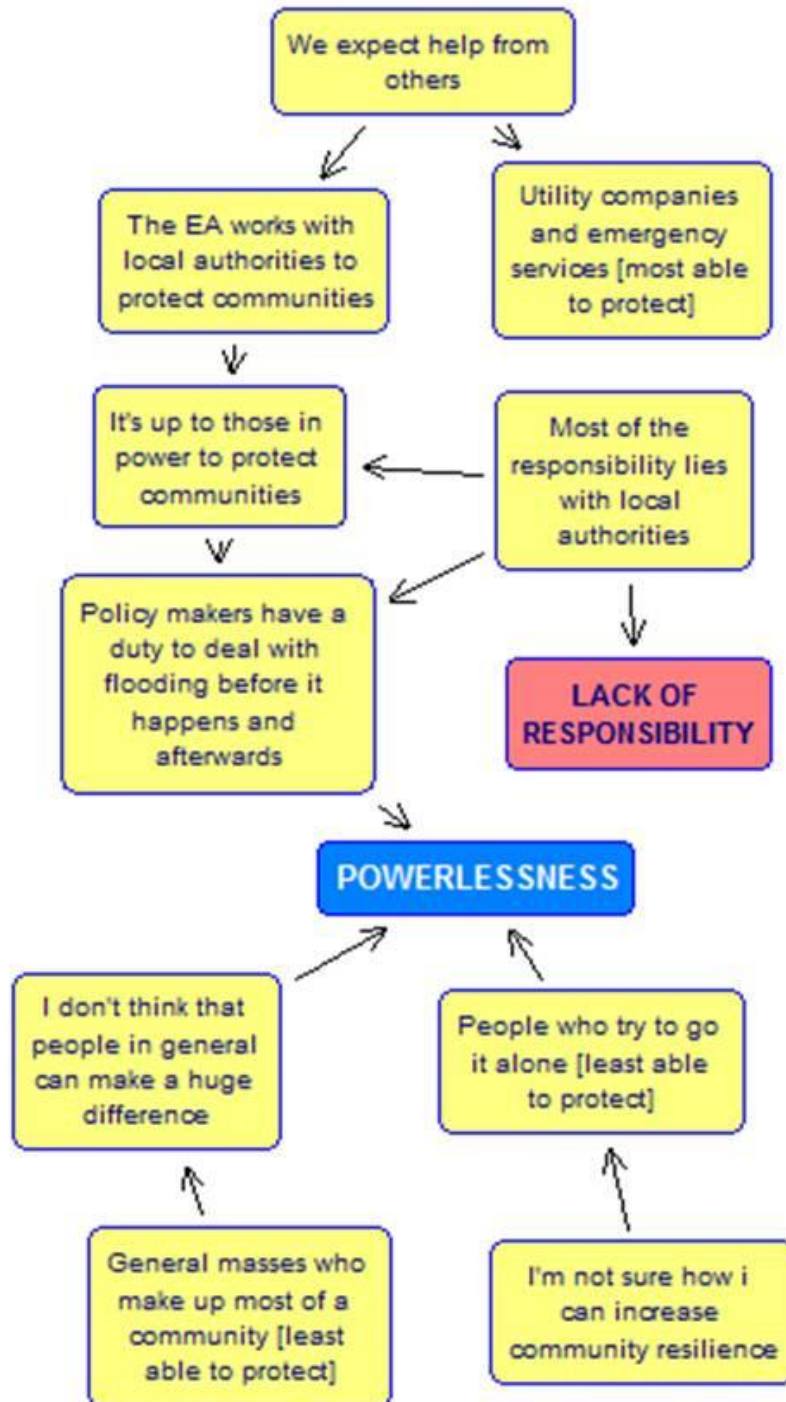 We expect help from
others
The EA works with
local authorities to
protect communities
Utility companies
and emergency
services [most able
to protect]
It's up to those in
power to protect
communities
Most of the
responsibility lies
with local
authorities
Policy makers have a
duty to deal with
flooding before it
happens and
afterwards
LACK OF
RESPONSIBILITY
POWERLESSNESS
I don't think that
people in general
can make a huge
difference
People who try to go
it alone [least able
to protect]
General masses who
make up most of a
community [least
able to protect]
I'm not sure how i
can increase
community resilience